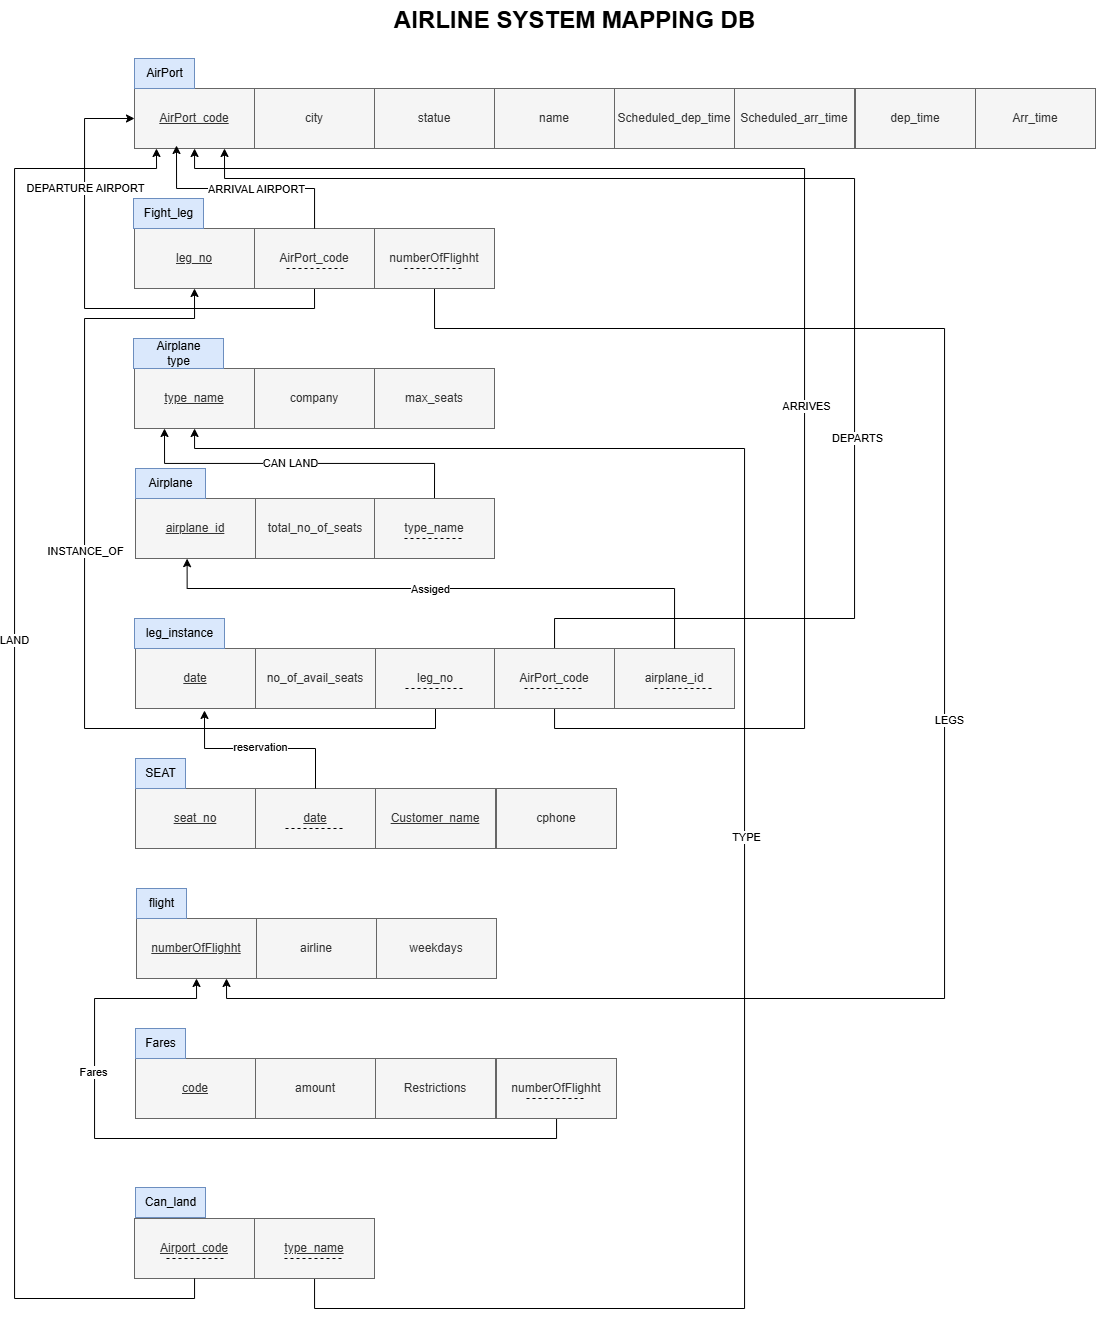 AIRLINE SYSTEM MAPPING DB
AirPort
AirPort_code city statue name Scheduled_dep_time Scheduled_arr_time dep_time Arr_time
DEPARTURE AIRPORT ARRIVAL AIRPORT
Fight_leg
leg_no AirPort_code numberOfFlighht
Airplane
type
type_name company max_seats
ARRIVES
DEPARTS
CAN LAND
Airplane
airplane_id total_no_of_seats type_name
INSTANCE_OF
Assiged
leg_instance
LAND
date no_of_avail_seats leg_no AirPort_code airplane_id
LEGS
reservation
SEAT
seat_no date Customer_name cphone
TYPE
flight
numberOfFlighht airline weekdays
Fares
Fares
code amount Restrictions numberOfFlighht
Can_land
Airport_code type_name